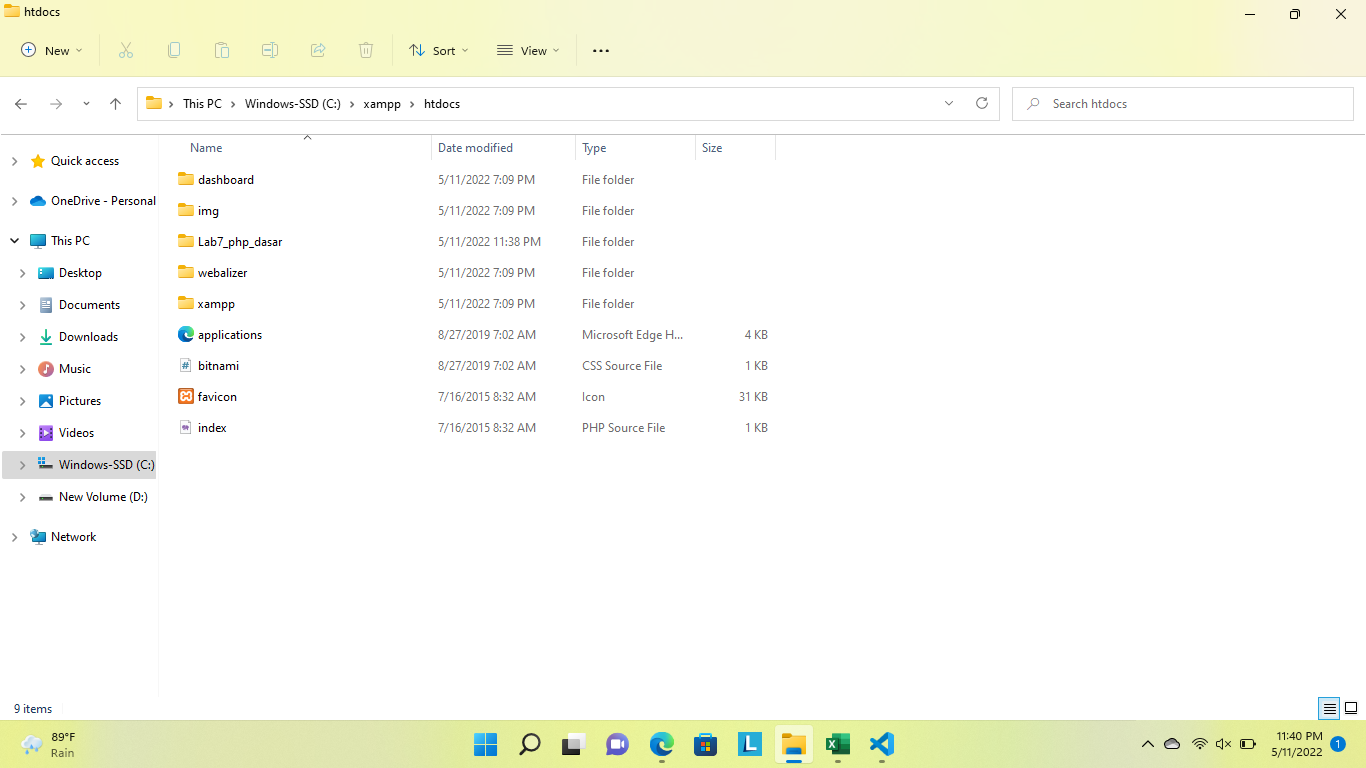 htdocs
New
Sort
View
This PC > Windows-SSD (C:) > xampp > htdocs
Search htdocs
Name Date modified Type Size
Quick access
OneDrive - Personal
This PC
Desktop
Documents
Downloads
Music
Pictures
Videos
Windows-SSD (C:)
New Volume (D:)
Network
dashboard 5/11/2022 7:09 PM File folder
img 5/11/2022 7:09 PM File folder
Lab7_php_dasar 5/11/2022 11:38 PM File folder
webalizer 5/11/2022 7:09 PM File folder
xampp 5/11/2022 7:09 PM File folder
applications 8/27/2019 7:02 AM Microsoft Edge H... 4 KB
bitnami 8/27/2019 7:02 AM CSS Source File 1 KB
favicon 7/16/2015 8:32 AM Icon 31 KB
index 7/16/2015 8:32 AM PHP Source File 1 KB
9 items
89°F
Rain
11:40 PM
5/11/2022
1